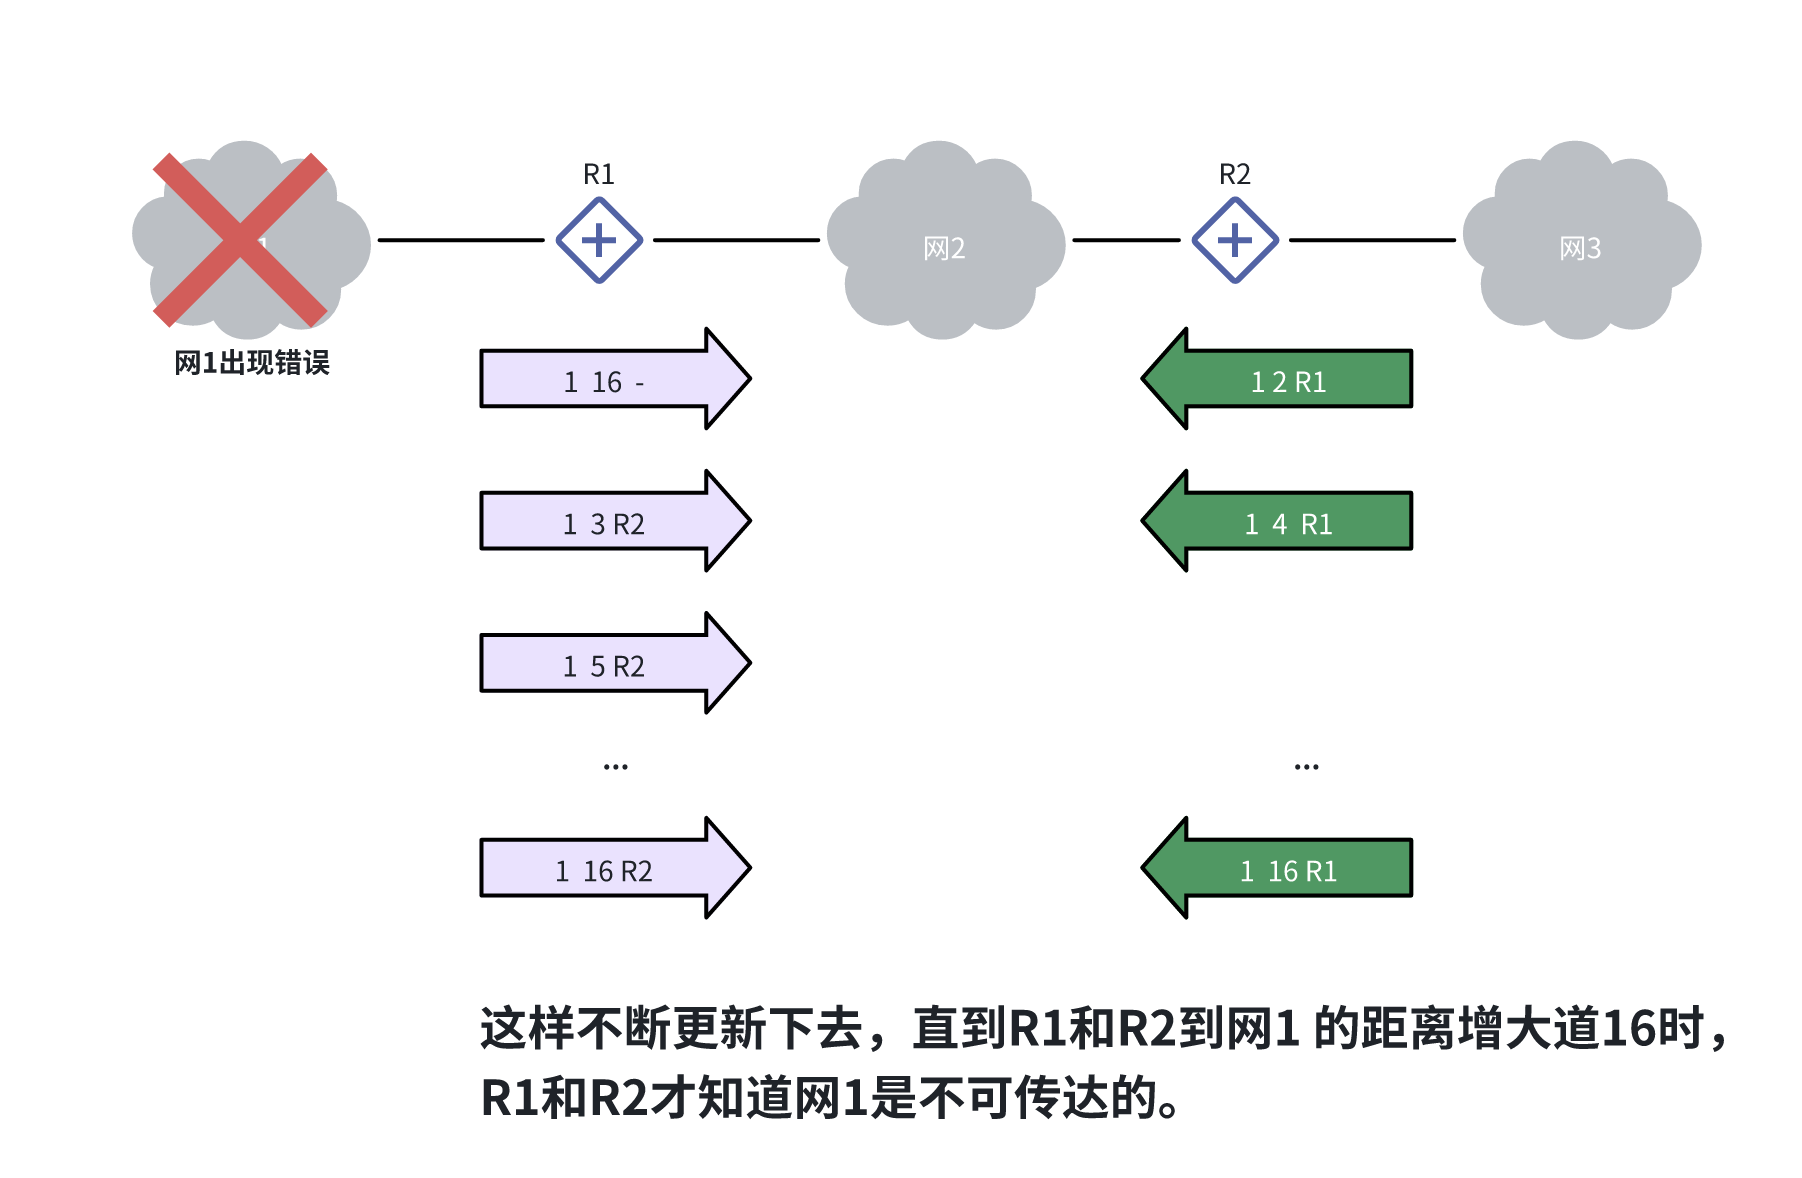 R1
R2
网2
网3
网1出现错误
1 16 -
1 2 R1
1 3 R2
1 4 R1
1 5 R2
...
...
1 16 R2
1 16 R1
这样不断更新下去，直到R1和R2到网1 的距离增大道16时，
R1和R2才知道网1是不可传达的。